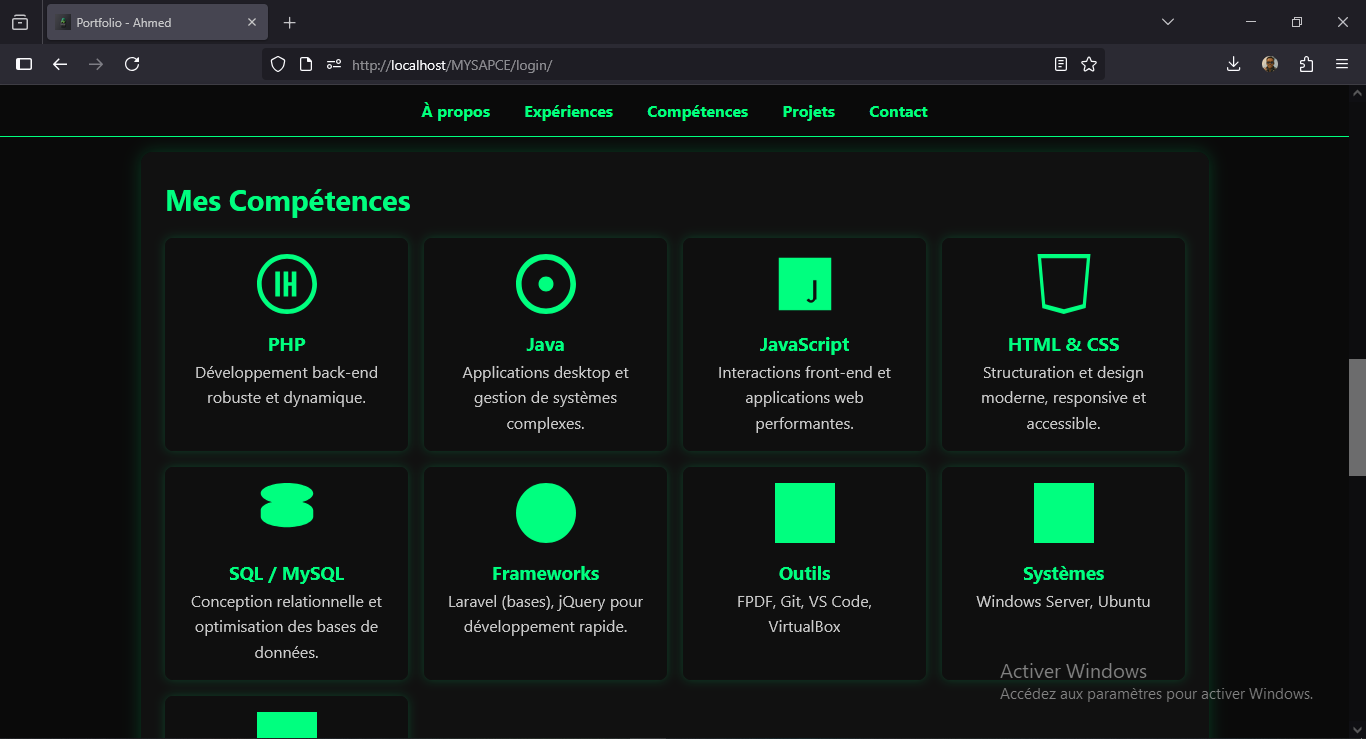 Portfolio - Ahmed
http://localhost/MYSAPCE/login/
À propos
Expériences
Compétences
Projets
Contact
Mes Compétences
PHP
Développement back-end
robuste et dynamique.
Java
Applications desktop et
gestion de systèmes
complexes.
J
JavaScript
Interactions front-end et
applications web
performantes.
HTML & CSS
Structuration et design
moderne, responsive et
accessible.
SQL / MySQL
Conception relationnelle et
optimisation des bases de
données.
Frameworks
Laravel (bases), jQuery pour
développement rapide.
Outils
FPDF, Git, VS Code,
VirtualBox
Systèmes
Windows Server, Ubuntu
Activer Windows
Accédez aux paramètres pour activer Windows.